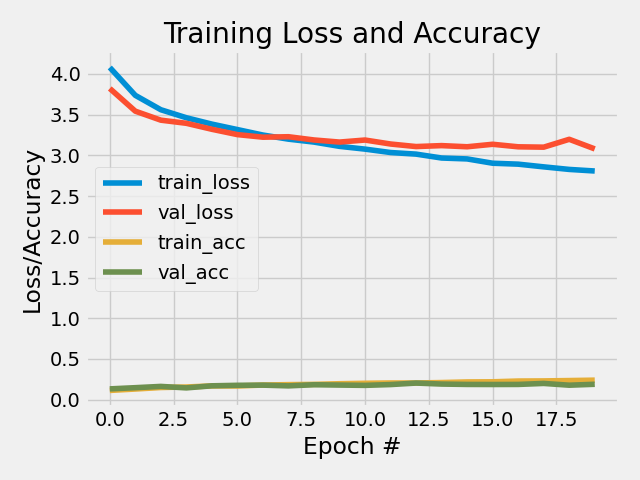 Training Loss and Accuracy
Loss/Accuracy
4.0
3.5
3.0
2.5
2.0
1.5
1.0
0.5
0.0
train_loss
val_loss
train_acc
val_acc
0.0 2.5 5.0 7.5 10.0 12.5 15.0 17.5
Epoch #